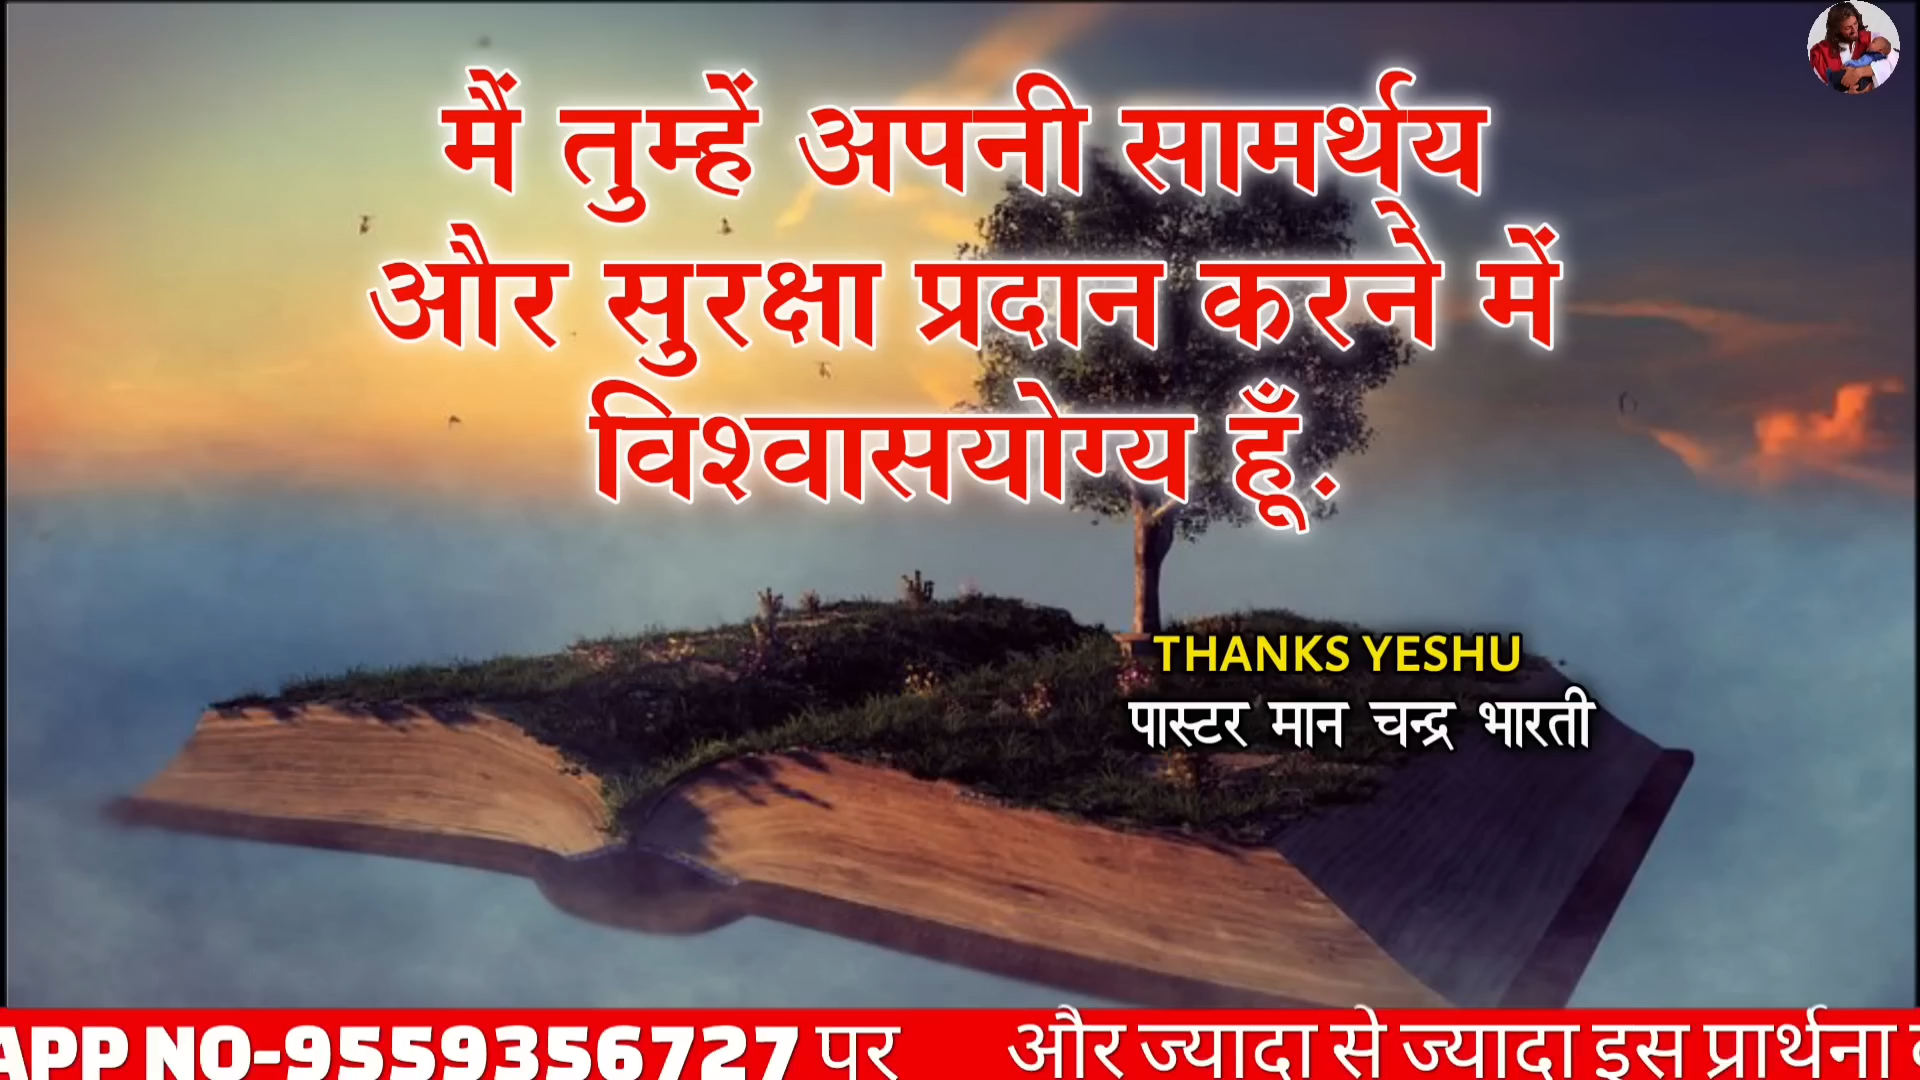 मैं तुम्हें अपनी सामर्थय
और सुरक्षा प्रदान करने में
विश्वासयोग्य हूँ.
THANKS YESHU
पास्टर मान चन्द्र भारती
APP NO-9559356727 पर और ज्यादा से ज्यादा इस प्रार्थना